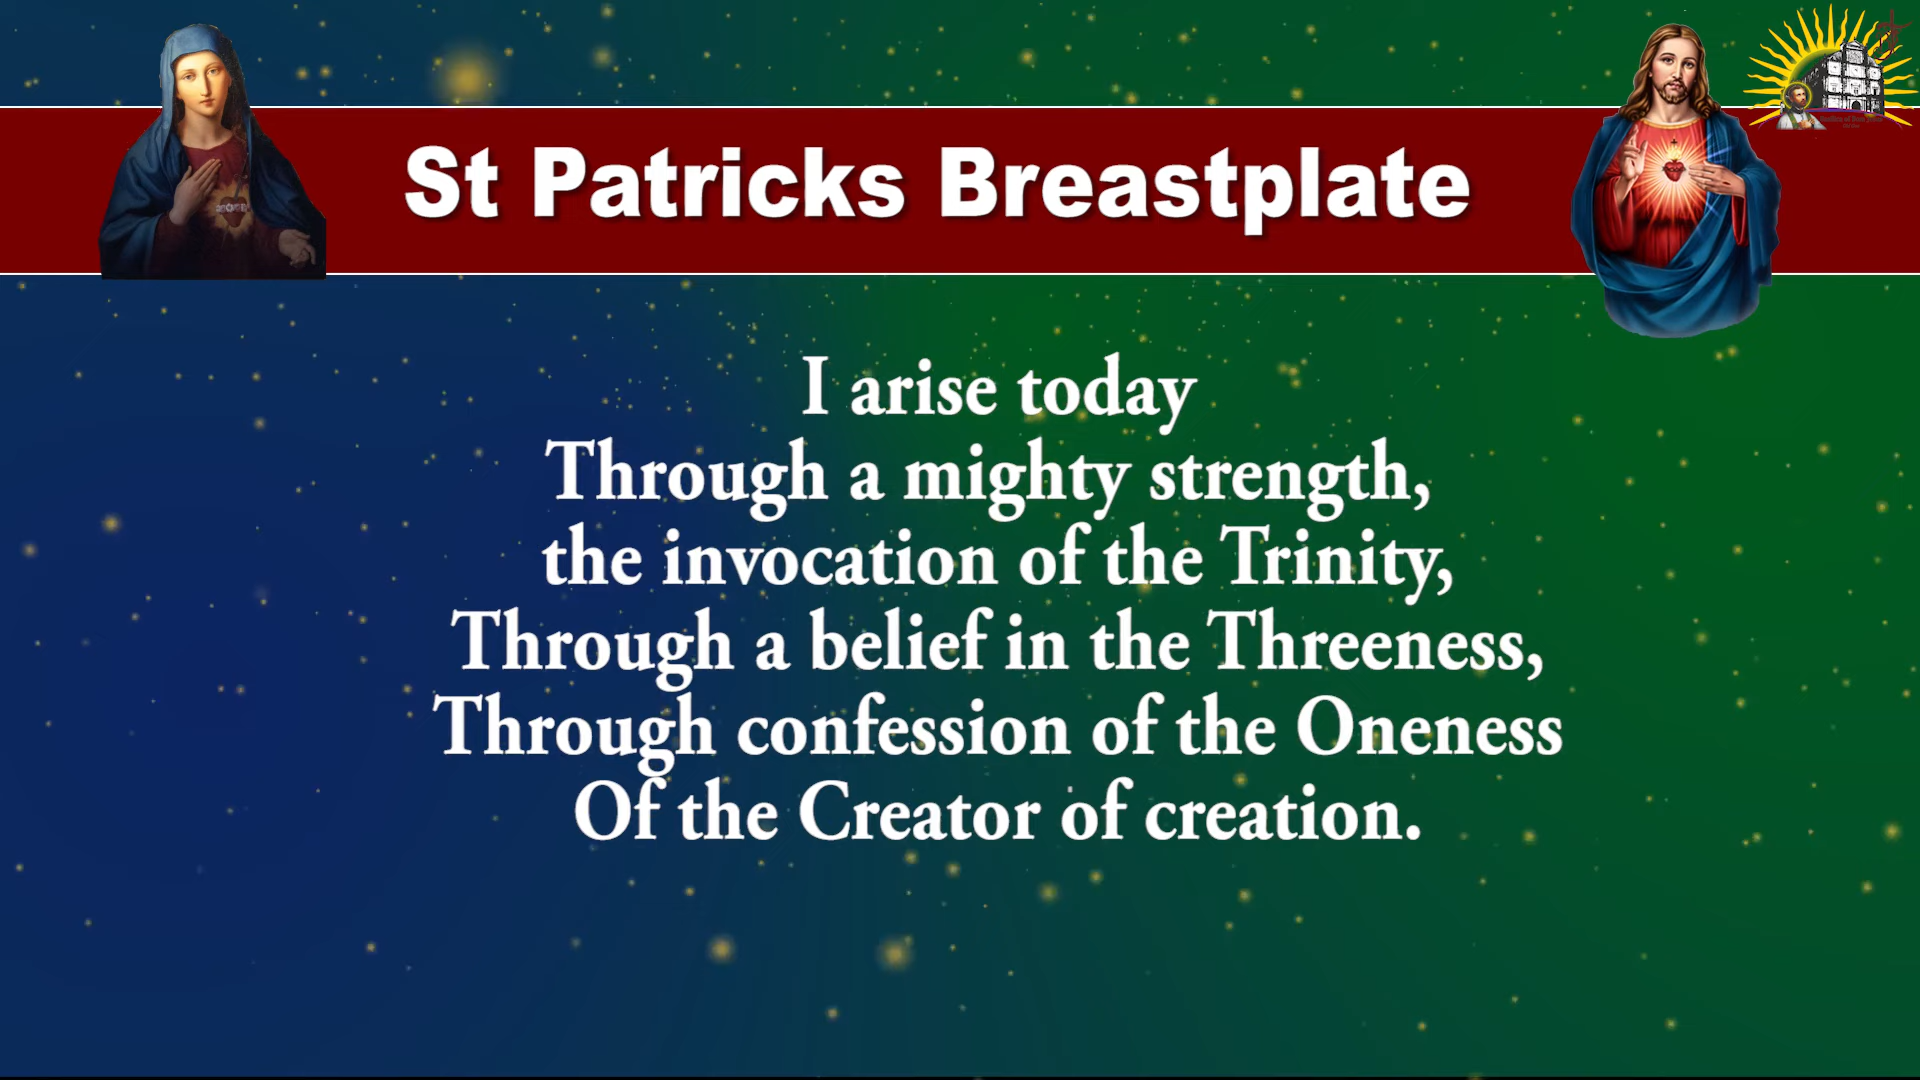 St Patricks Breastplate
I arise today
Through a mighty strength,
the invocation of the Trinity,
Through a belief in the Threeness,
Through confession of the Oneness
Of the Creator of creation.